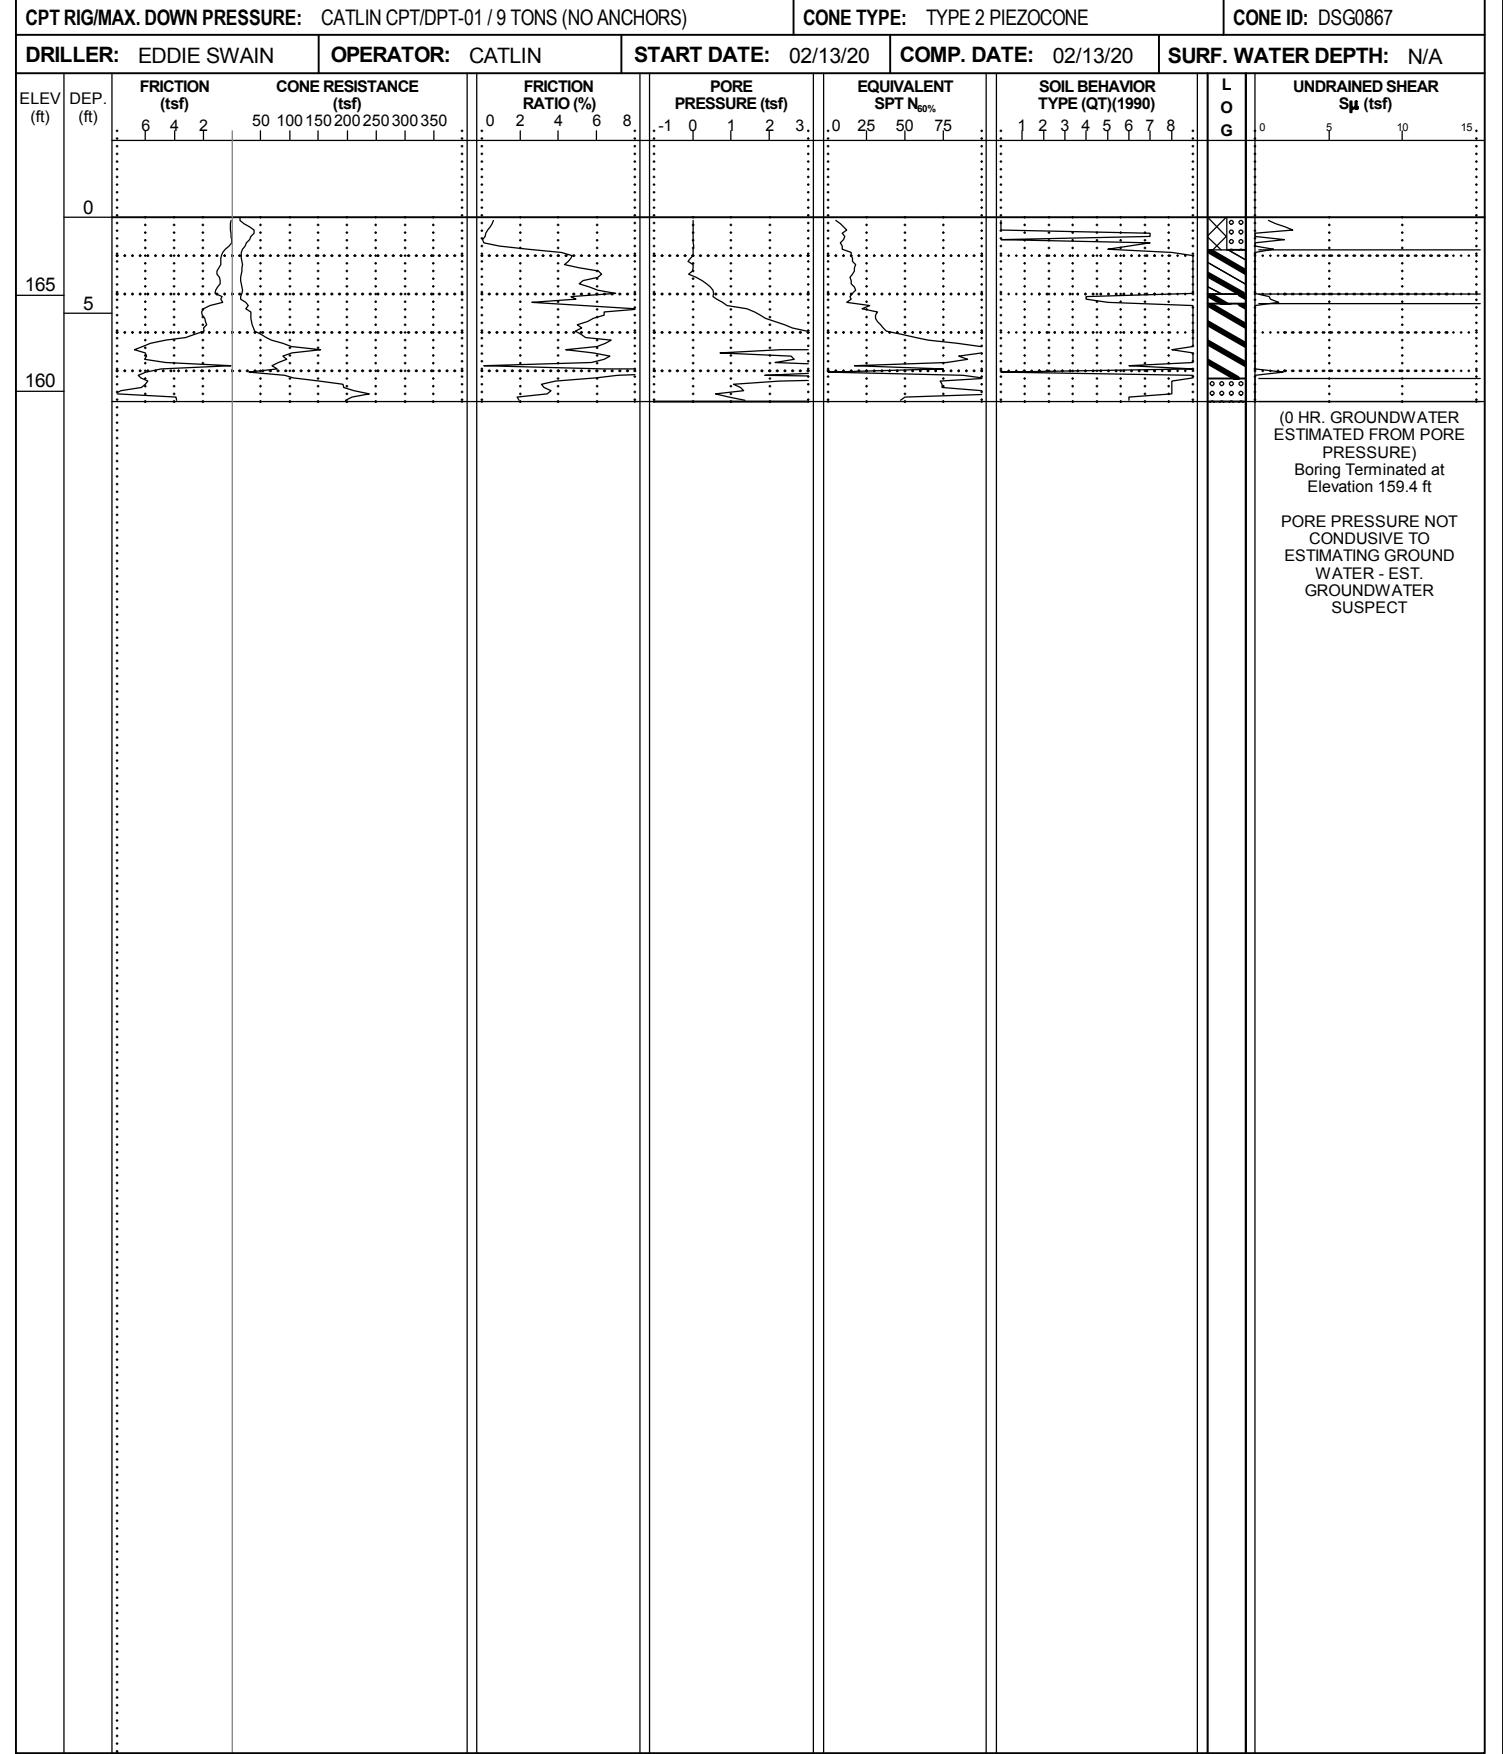 CPT RIG/MAX. DOWN PRESSURE: CATLIN CPT/DPT-01 / 9 TONS (NO ANCHORS) CONE TYPE: TYPE 2 PIEZOCONE CONE ID: DSG0867
DRILLER: EDDIE SWAIN OPERATOR: CATLIN START DATE: 02/13/20 COMP. DATE: 02/13/20 SURF. WATER DEPTH: N/A
ELEV (ft)
DEP. (ft)
FRICTION (tsf)
6 4 2
CONE RESISTANCE (tsf)
50 100 150 200 250 300 350
FRICTION RATIO (%)
0 2 4 6 8
PORE PRESSURE (tsf)
-1 0 1 2 3
EQUIVALENT SPT N60%
0 25 50 75
SOIL BEHAVIOR TYPE (QT)(1990)
1 2 3 4 5 6 7 8
L
O
G
UNDRAINED SHEAR
Sμ (tsf)
0 5 10 15
0
165
5
160
(0 HR. GROUNDWATER
ESTIMATED FROM PORE
PRESSURE)
Boring Terminated at
Elevation 159.4 ft
PORE PRESSURE NOT
CONDUSIVE TO
ESTIMATING GROUND
WATER - EST.
GROUNDWATER
SUSPECT